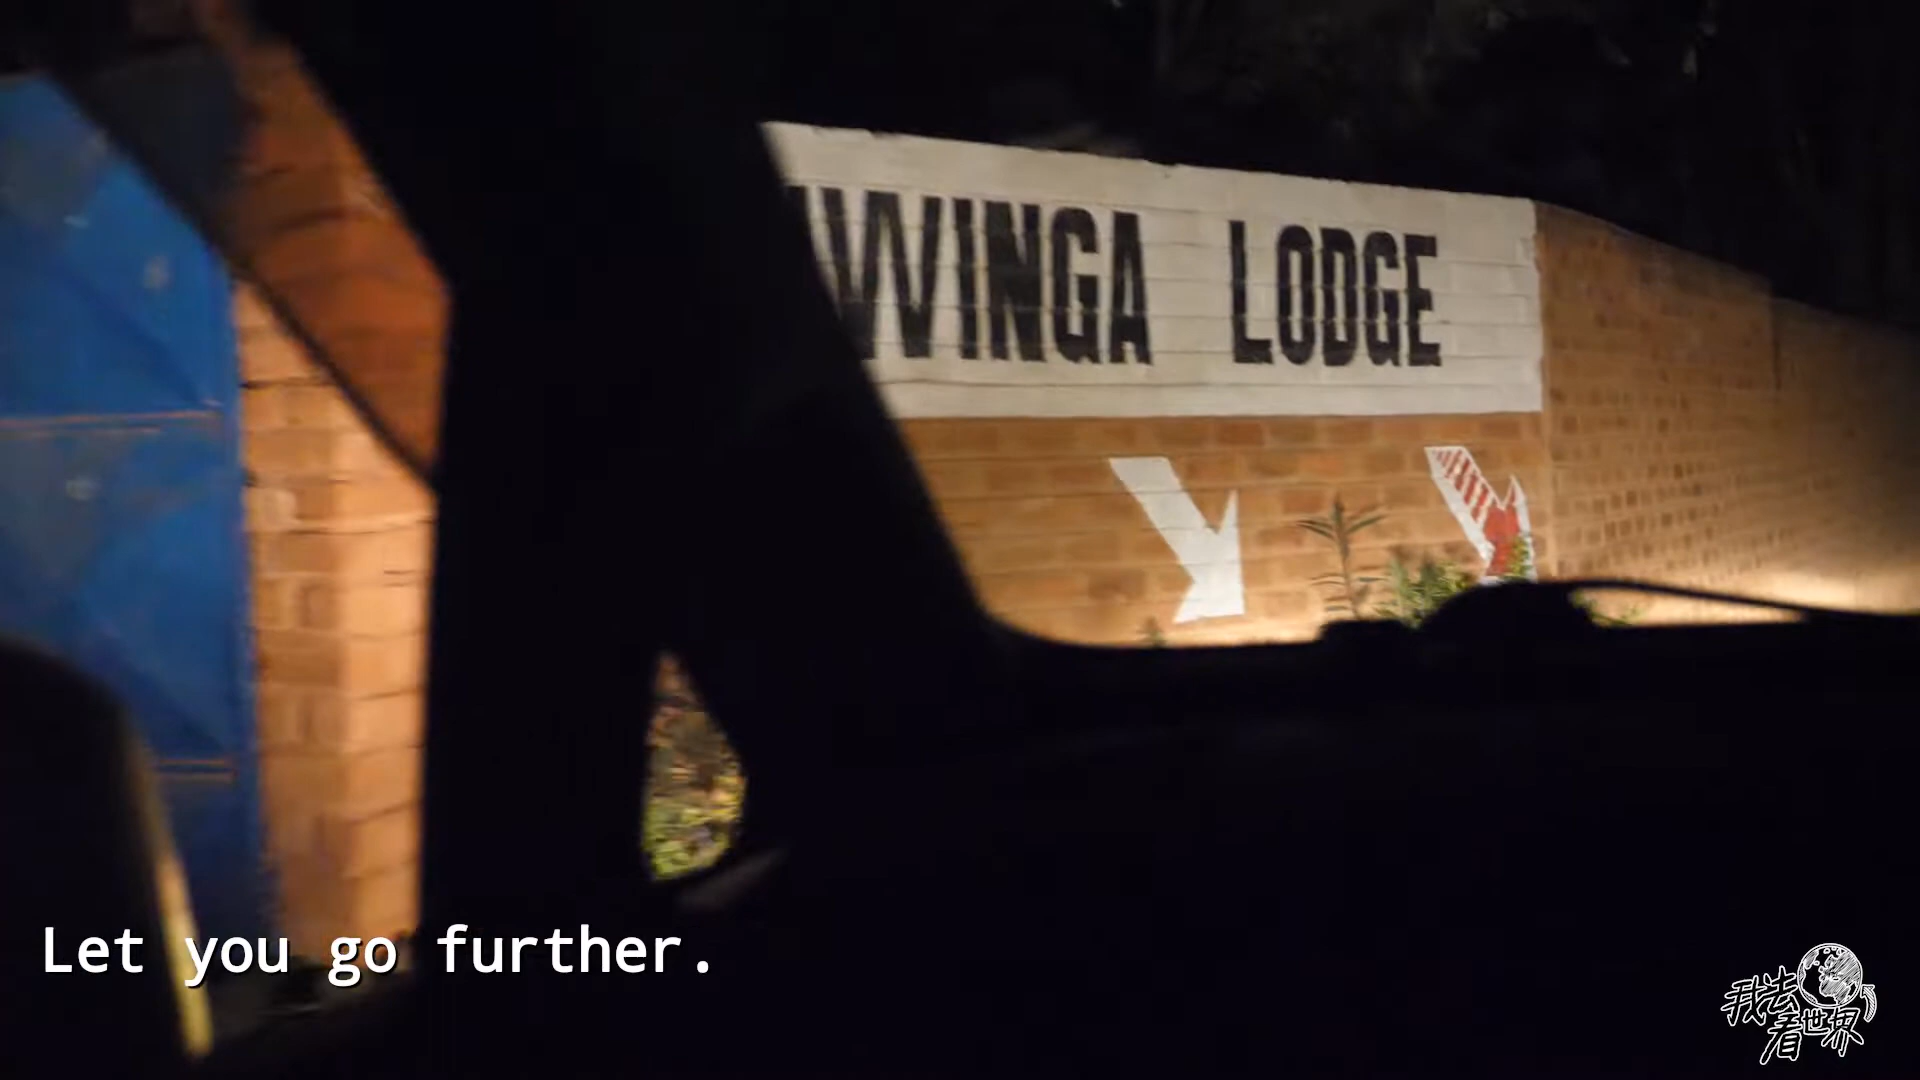 WINGA LODGE
Let you go further.
我去
看世界